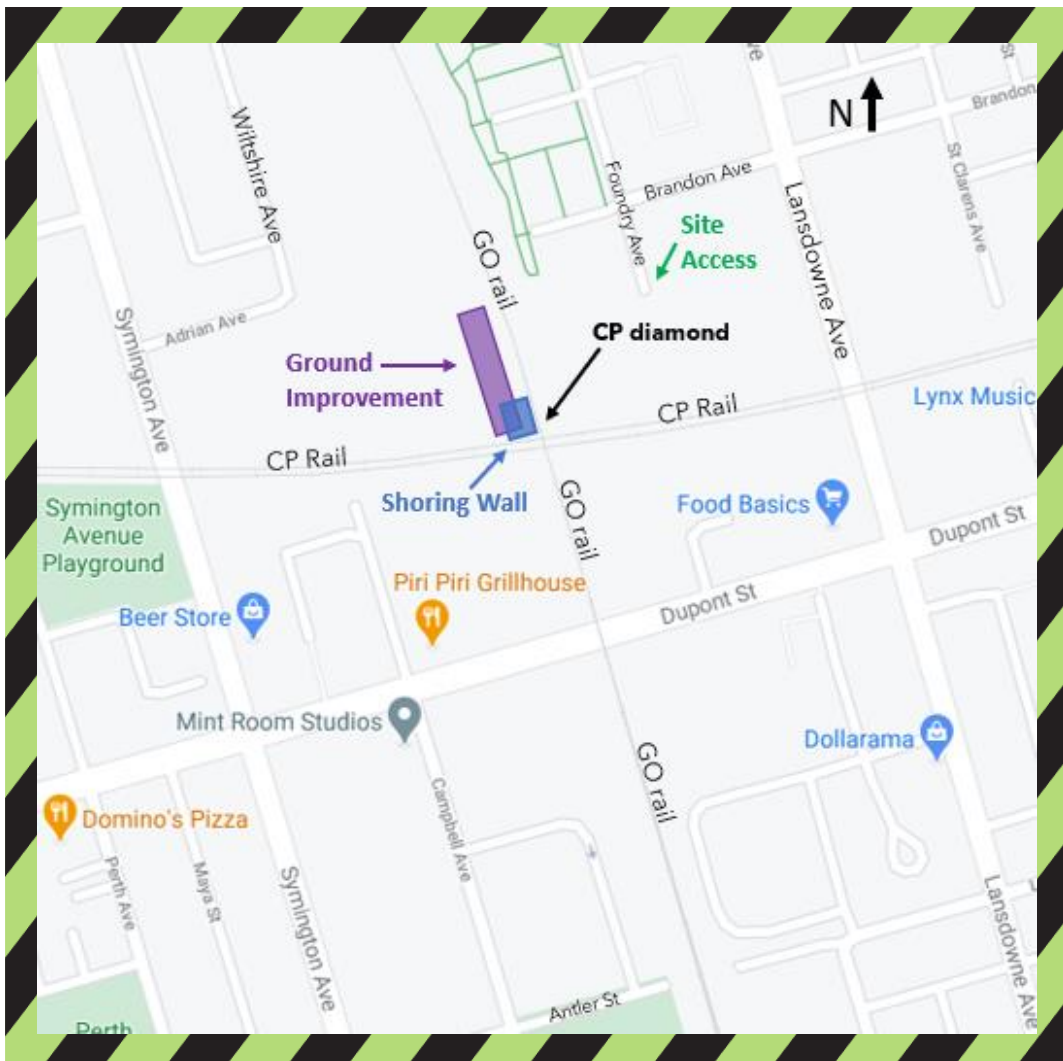 Wiltshire Ave
N
Brandon
St Clarens Ave
Foundry Ave
Brandon Ave
Lansdowne Ave
Site
Access
GO rail
Adrian Ave
Symington Ave
CP diamond
Ground
Improvement
CP Rail
Lynx Music
CP Rail
Shoring Wall
Symington
Avenue
Playground
Food Basics
GO rail
Dupont St
Piri Piri Grillhouse
Beer Store
Dupont St
Mint Room Studios
Dollarama
GO rail
Domino's Pizza
Campbell Ave
Perth Ave
Maya St
Symington Ave
Lansdowne Ave
Antler St
Perth